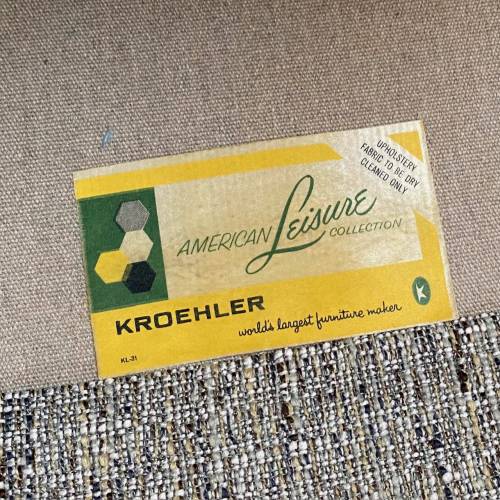 UPHOLSTERY
FABRIC TO BE DRY
CLEANED ONLY
AMERICAN Leisure
COLLECTION
KROEHLER
world's largest furniture maker
K
KL-21